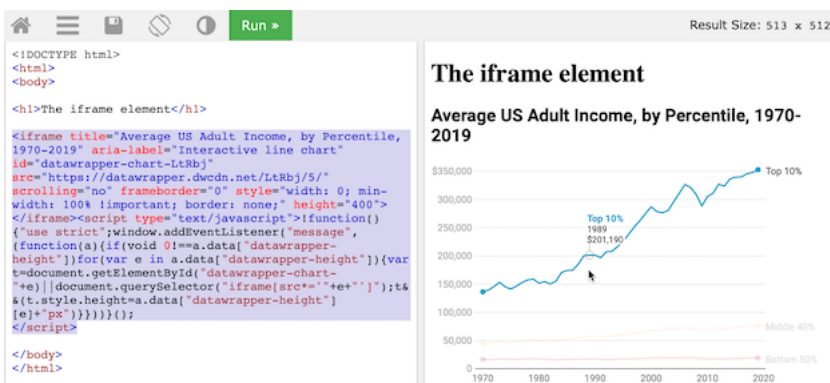 Run »
Result Size: 513 x 512
<!DOCTYPE html>
<html>
<body>
<h1>The iframe element</h1>
<iframe title="Average US Adult Income, by Percentile,
1970-2019" aria-label="Interactive line chart"
id="datawrapper-chart-LtRbj"
src="https://datawrapper.dwcdn.net/LtRbj/5/"
scrolling="no" frameborder="0" style="width: 0; min-
width: 100% !important; border: none;" height="400">
</iframe><script type="text/javascript">!function()
{"use strict";window.addEventListener("message",
(function(a){if(void 0!==a.data["datawrapper-
height"])for(var e in a.data["datawrapper-height"]){var
t=document.getElementById("datawrapper-chart-
"+e)||document.querySelector("iframe[src*='"+e+"']");t&
&(t.style.height=a.data["datawrapper-height"]
[e]+"px")}}))}();
</script>
</body>
</html>
The iframe element
Average US Adult Income, by Percentile, 1970-
2019
$350,000
Top 10%
300,000
Top 10%
1989
250,000
$201,190
200,000
150,000
100,000
50,000
Middle 40%
Bottom 50%
0
1970
1980
1990
2000
2010
2020